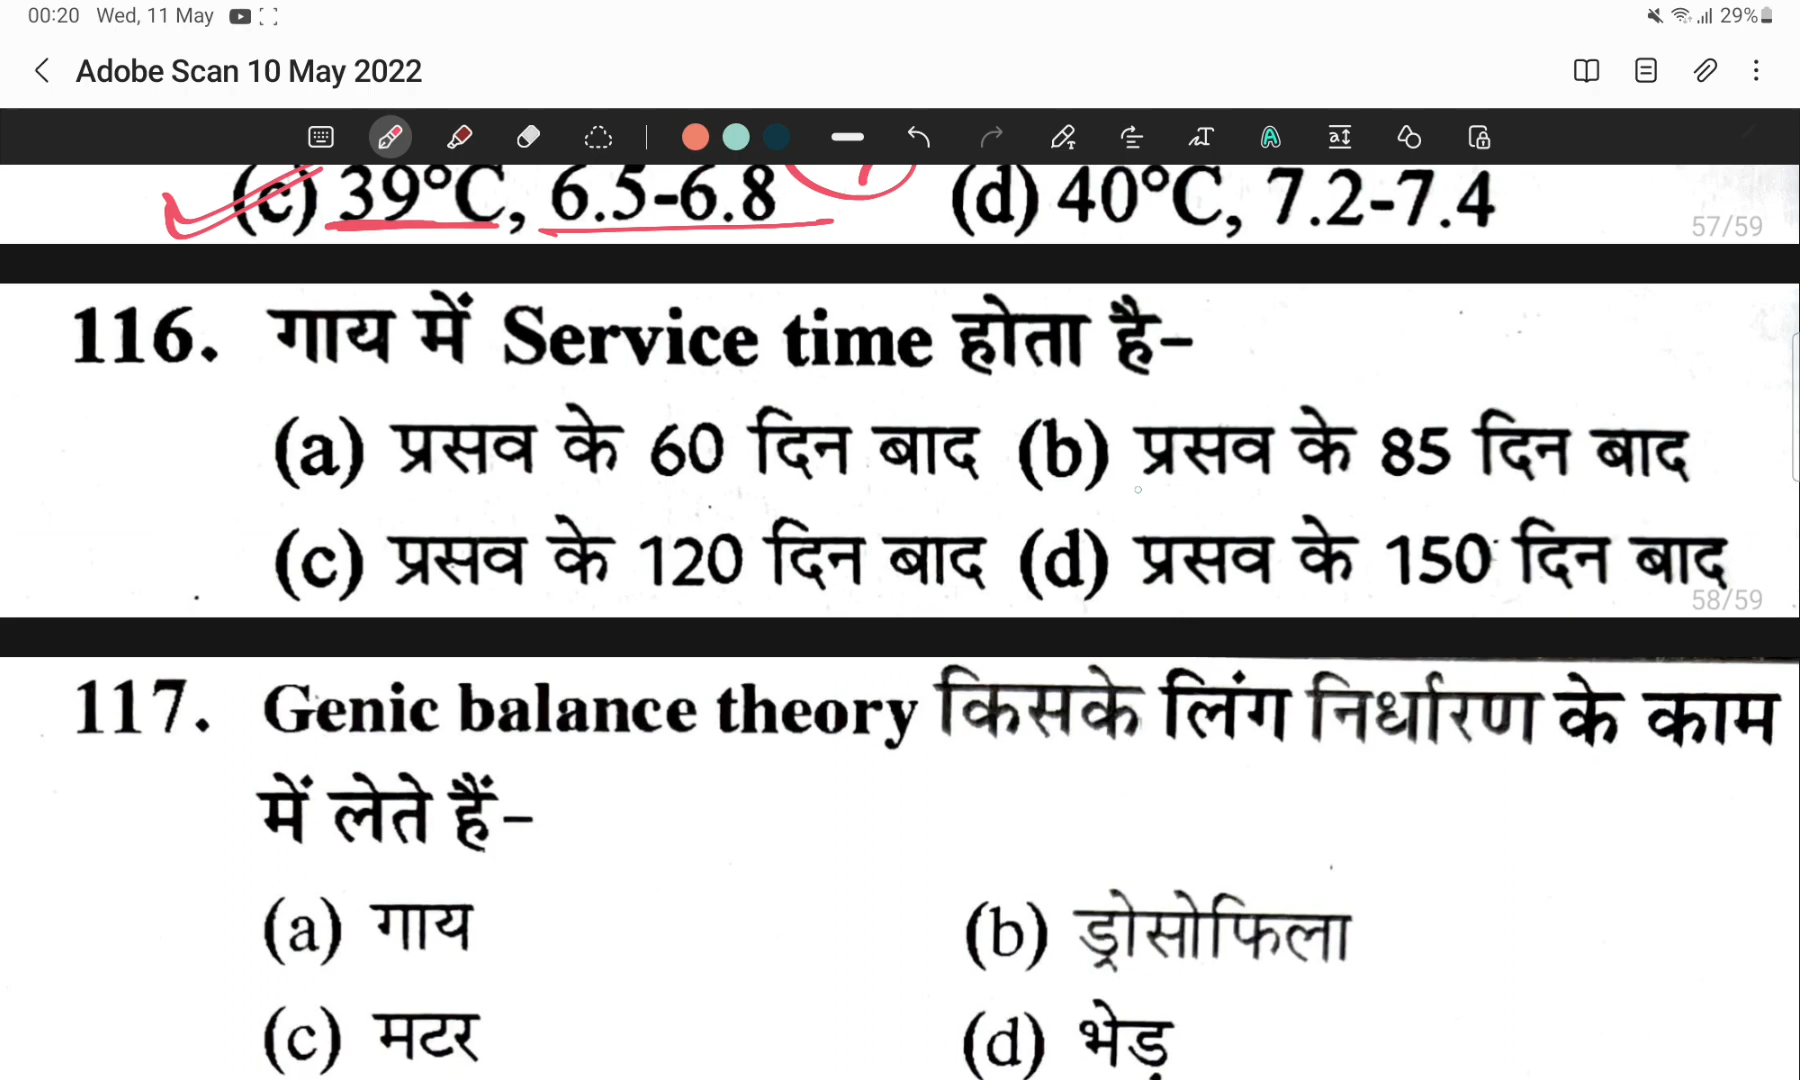 00:20 Wed, 11 May 29%
Adobe Scan 10 May 2022
(c) 39°C, 6.5-6.8 (d) 40°C, 7.2-7.4
57/59
116. गाय में Service time होता है-
(a) प्रसव के 60 दिन बाद (b) प्रसव के 85 दिन बाद
(c) प्रसव के 120 दिन बाद (d) प्रसव के 150 दिन बाद
58/59
117. Genic balance theory किसके लिंग निर्धारण के काम
में लेते हैं-
(a) गाय (b) ड्रोसोफिला
(c) मटर (d) भेड़